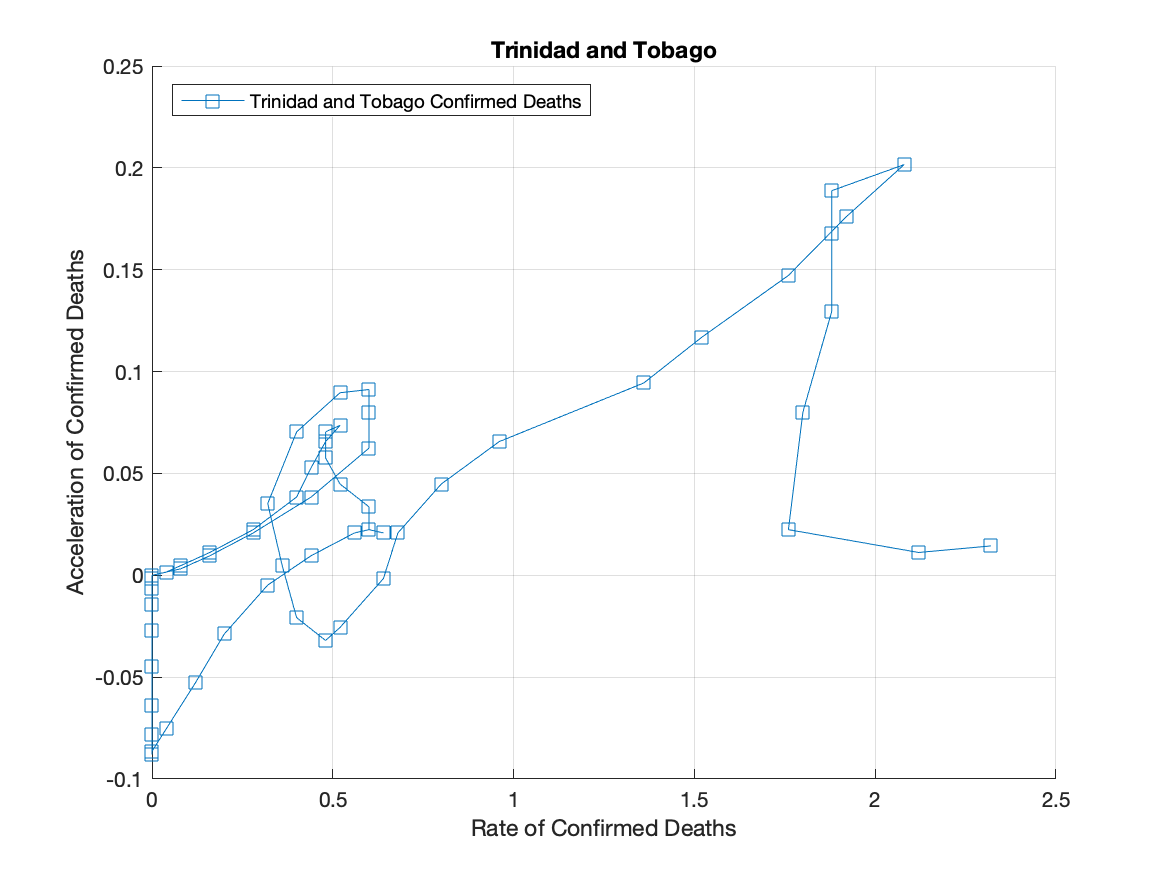 Trinidad and Tobago
0.25
Trinidad and Tobago Confirmed Deaths
0.2
0.15
0.1
0.05
0
-0.05
-0.1
Acceleration of Confirmed Deaths
0 0.5 1 1.5 2 2.5
Rate of Confirmed Deaths